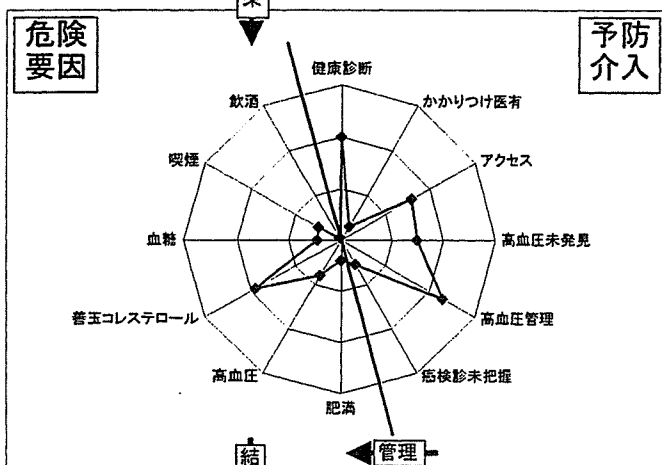 危険
要因
予防
介入
健康診断
飲酒
かかりつけ医有
喫煙
アクセス
血糖
高血圧未発見
善玉コレステロール
高血圧管理
高血圧
癌検診未把握
肥満
結
管理